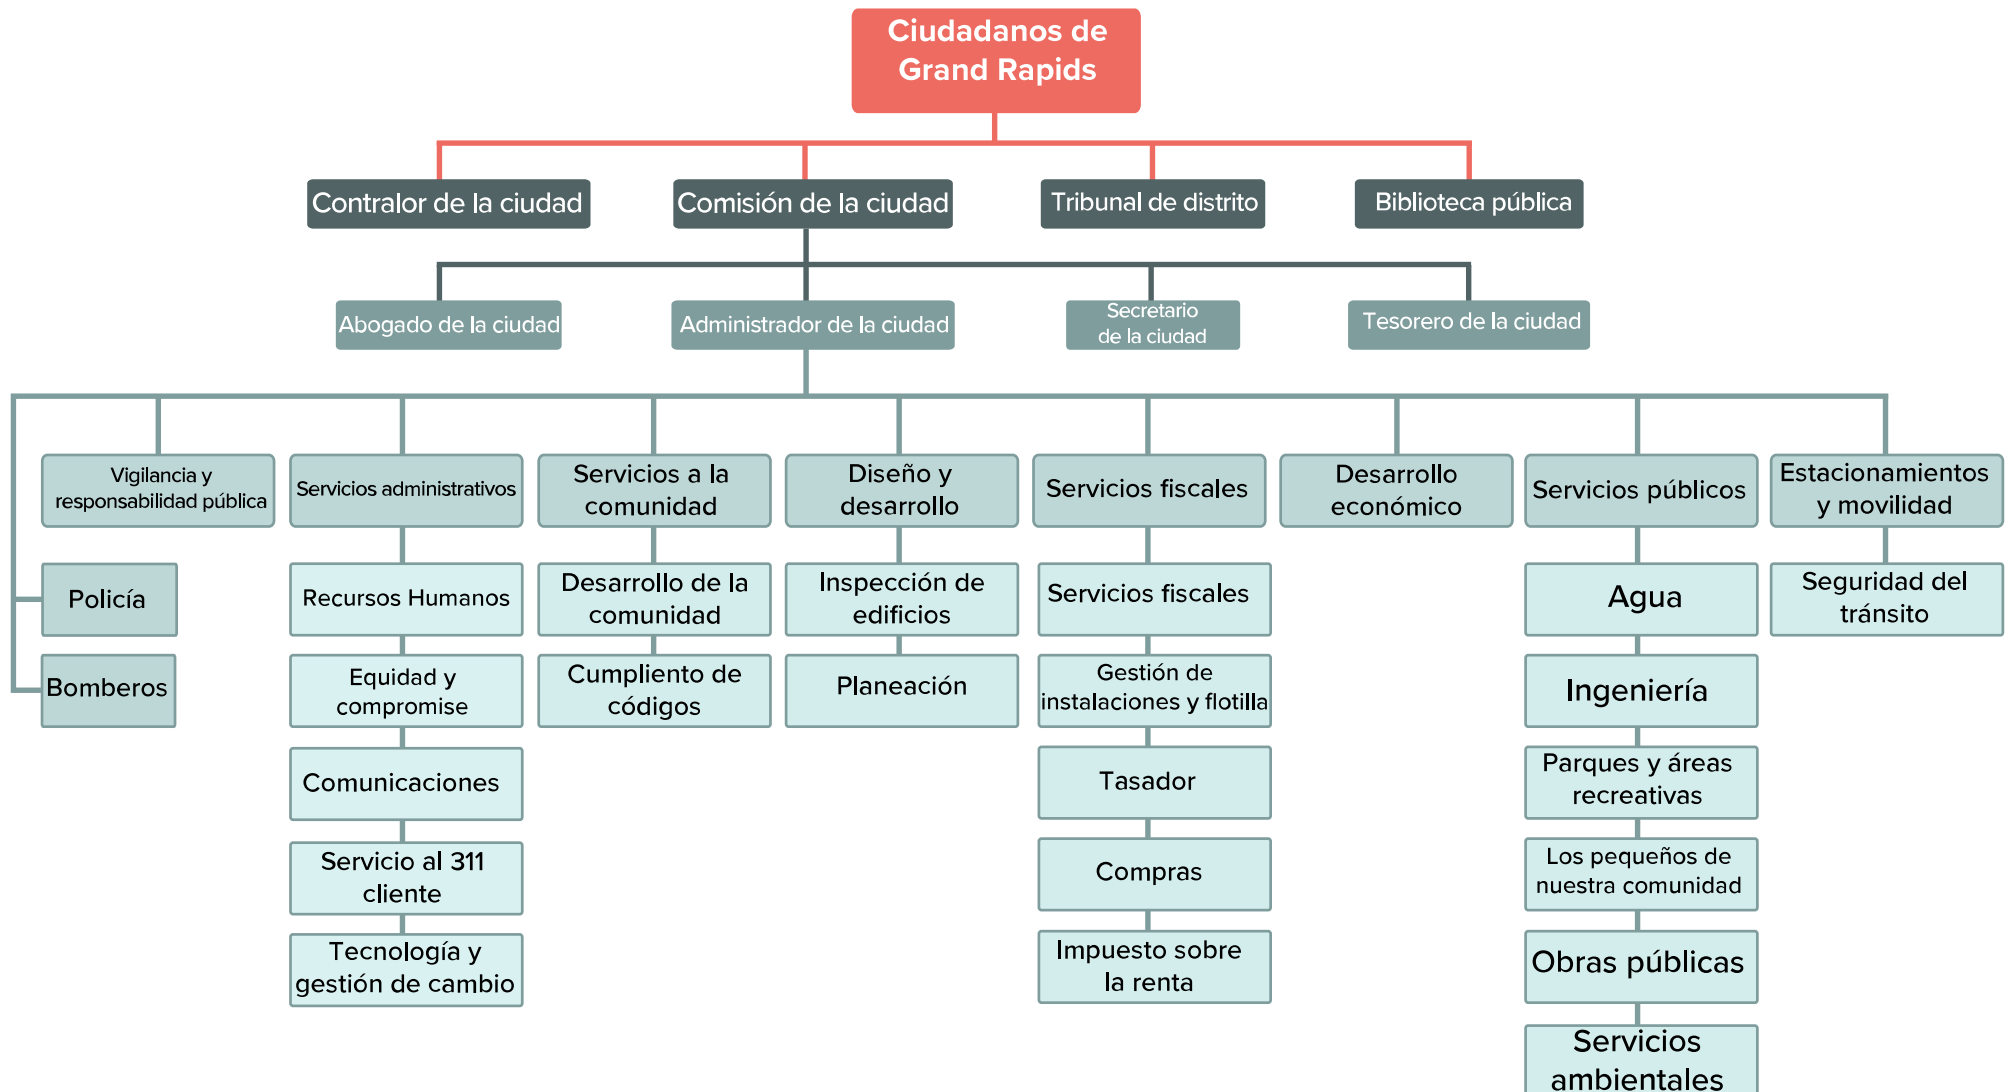 Ciudadanos de
Grand Rapids
Contralor de la ciudad
Comisión de la ciudad
Tribunal de distrito
Biblioteca pública
Abogado de la ciudad
Administrador de la ciudad
Secretario
de la ciudad
Tesorero de la ciudad
Vigilancia y
responsabilidad pública
Servicios administrativos
Servicios a la
comunidad
Diseño y
desarrollo
Servicios fiscales
Desarrollo
económico
Servicios públicos
Estacionamientos
y movilidad
Policía
Recursos Humanos
Desarrollo de la
comunidad
Inspección de
edificios
Servicios fiscales
Agua
Seguridad del
tránsito
Bomberos
Equidad y
compromise
Cumpliento de
códigos
Planeación
Gestión de
instalaciones y flotilla
Ingeniería
Comunicaciones
Tasador
Parques y áreas
recreativas
Servicio al 311
cliente
Compras
Los pequeños de
nuestra comunidad
Tecnología y
gestión de cambio
Impuesto sobre
la renta
Obras públicas
Servicios
ambientales